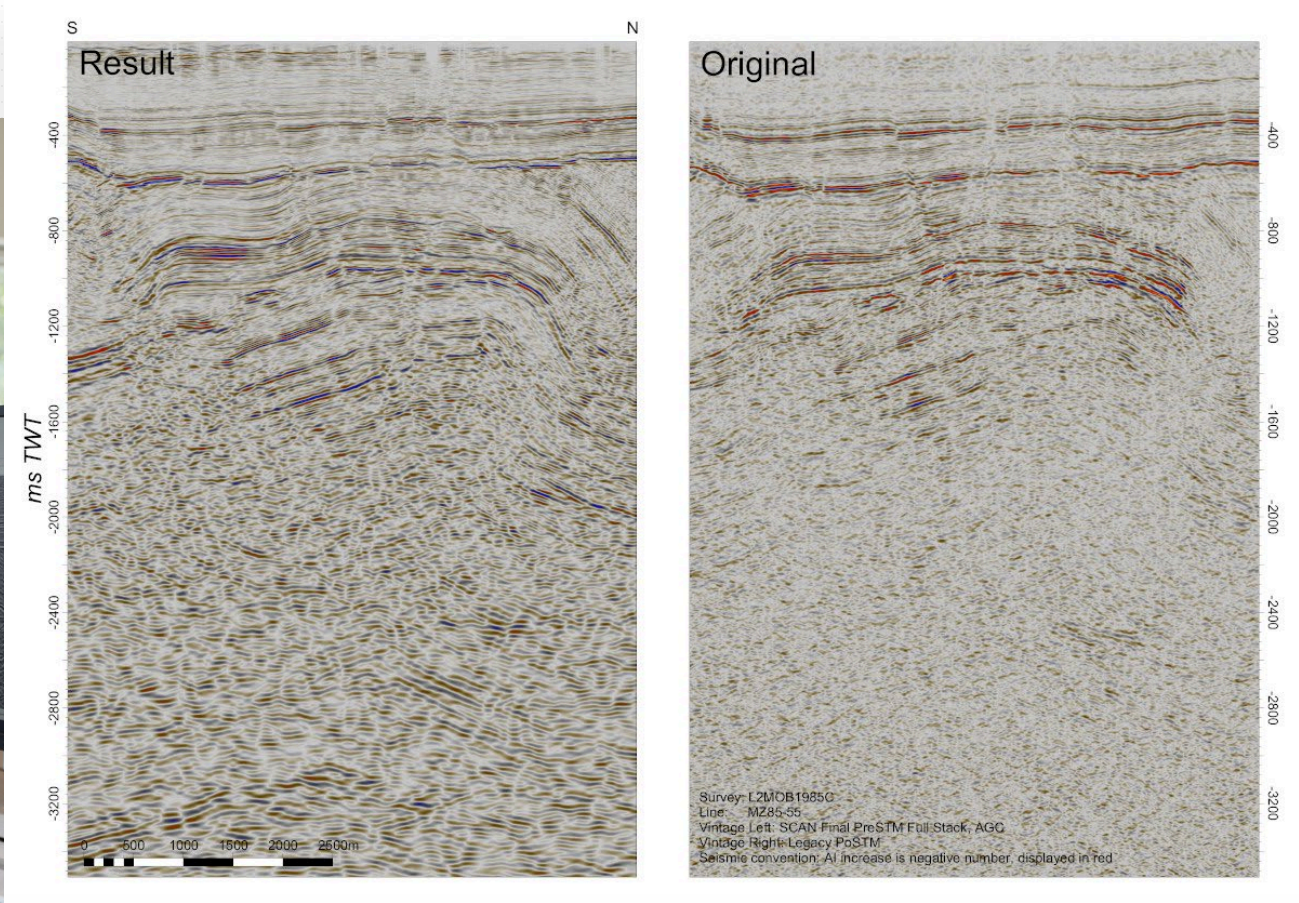 S
N
Result
Original
-400
-800
-1200
-1600
-2000
-2400
-2800
-3200
ms TWT
0 500 1000 1500 2000 2500m
-400
-800
-1200
-1600
-2000
-2400
-2800
-3200
Survey: L2MOB1985C
Line: MZ85-55
Vintage Left: SCAN Final PreSTM Full Stack, AGC
Vintage Right: Legacy PoSTM
Seismic convention: AI increase is negative number, displayed in red